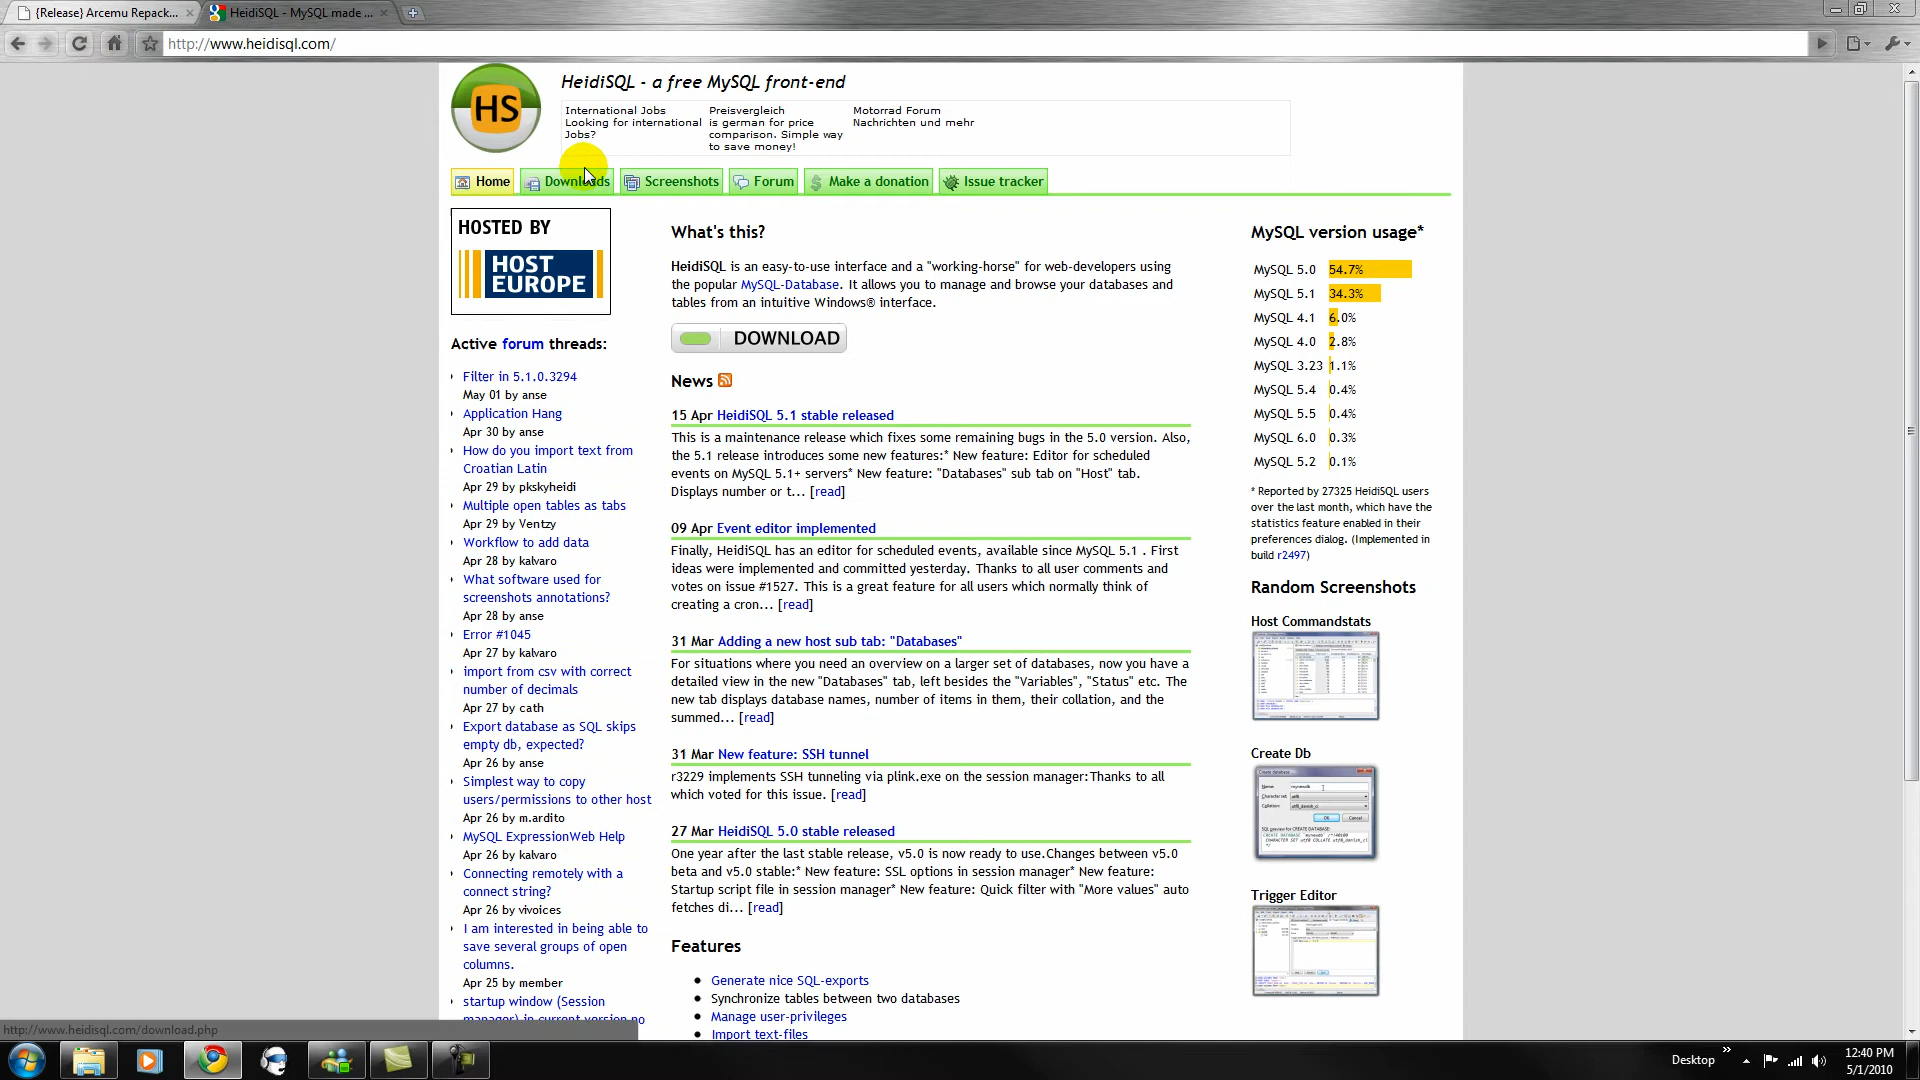 {Release} Arcemu Repack...
HeidiSQL - MySQL made ...
http://www.heidisql.com/
HS
HeidiSQL - a free MySQL front-end
International Jobs
Looking for international
Jobs?
Preisvergleich
is german for price
comparison. Simple way
to save money!
Motorrad Forum
Nachrichten und mehr
Home
Downloads
Screenshots
Forum
Make a donation
Issue tracker
HOSTED BY
HOST
EUROPE
Active forum threads:
Filter in 5.1.0.3294
May 01 by anse
Application Hang
Apr 30 by anse
How do you import text from
Croatian Latin
Apr 29 by pkskyheidi
Multiple open tables as tabs
Apr 29 by Ventzy
Workflow to add data
Apr 28 by kalvaro
What software used for
screenshots annotations?
Apr 28 by anse
Error #1045
Apr 27 by kalvaro
import from csv with correct
number of decimals
Apr 27 by cath
Export database as SQL skips
empty db, expected?
Apr 26 by anse
Simplest way to copy
users/permissions to other host
Apr 26 by m.ardito
MySQL ExpressionWeb Help
Apr 26 by kalvaro
Connecting remotely with a
connect string?
Apr 26 by vivoices
I am interested in being able to
save several groups of open
columns.
Apr 25 by member
startup window (Session
manager) in current version no
What's this?
HeidiSQL is an easy-to-use interface and a "working-horse" for web-developers using
the popular MySQL-Database. It allows you to manage and browse your databases and
tables from an intuitive Windows® interface.
DOWNLOAD
News
15 Apr HeidiSQL 5.1 stable released
This is a maintenance release which fixes some remaining bugs in the 5.0 version. Also,
the 5.1 release introduces some new features:* New feature: Editor for scheduled
events on MySQL 5.1+ servers* New feature: "Databases" sub tab on "Host" tab.
Displays number or t... [read]
09 Apr Event editor implemented
Finally, HeidiSQL has an editor for scheduled events, available since MySQL 5.1 . First
ideas were implemented and committed yesterday. Thanks to all user comments and
votes on issue #1527. This is a great feature for all users which normally think of
creating a cron... [read]
31 Mar Adding a new host sub tab: "Databases"
For situations where you need an overview on a larger set of databases, now you have a
detailed view in the new "Databases" tab, left besides the "Variables", "Status" etc. The
new tab displays database names, number of items in them, their collation, and the
summed... [read]
31 Mar New feature: SSH tunnel
r3229 implements SSH tunneling via plink.exe on the session manager:Thanks to all
which voted for this issue. [read]
27 Mar HeidiSQL 5.0 stable released
One year after the last stable release, v5.0 is now ready to use.Changes between v5.0
beta and v5.0 stable:* New feature: SSL options in session manager* New feature:
Startup script file in session manager* New feature: Quick filter with "More values" auto
fetches di... [read]
Features
Generate nice SQL-exports
Synchronize tables between two databases
Manage user-privileges
Import text-files
MySQL version usage*
MySQL 5.0 54.7%
MySQL 5.1 34.3%
MySQL 4.1 6.0%
MySQL 4.0 2.8%
MySQL 3.23 1.1%
MySQL 5.4 0.4%
MySQL 5.5 0.4%
MySQL 6.0 0.3%
MySQL 5.2 0.1%
* Reported by 27325 HeidiSQL users
over the last month, which have the
statistics feature enabled in their
preferences dialog. (Implemented in
build r2497)
Random Screenshots
Host Commandstats
Create Db
Trigger Editor
http://www.heidisql.com/download.php
Desktop
12:40 PM
5/1/2010